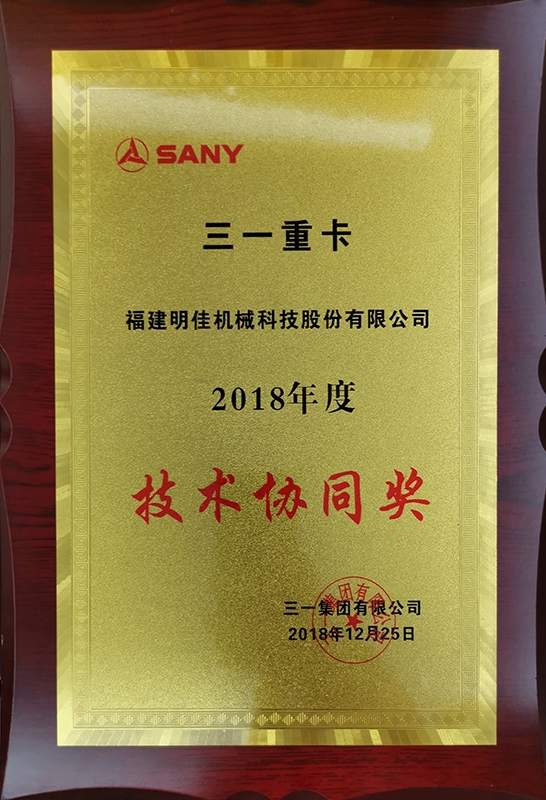 SANY
三一重卡
福建明佳机械科技股份有限公司
2018年度
技术协同奖
三一集团有限公司
2018年12月25日